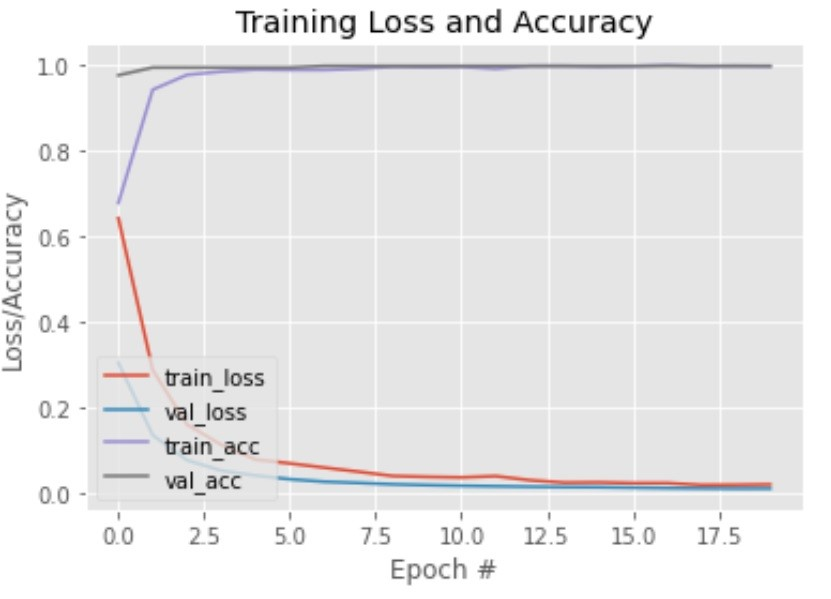 Training Loss and Accuracy
1.0
0.8
0.6
0.4
0.2
0.0
Loss/Accuracy
train_loss
val_loss
train_acc
val_acc
0.0 2.5 5.0 7.5 10.0 12.5 15.0 17.5
Epoch #